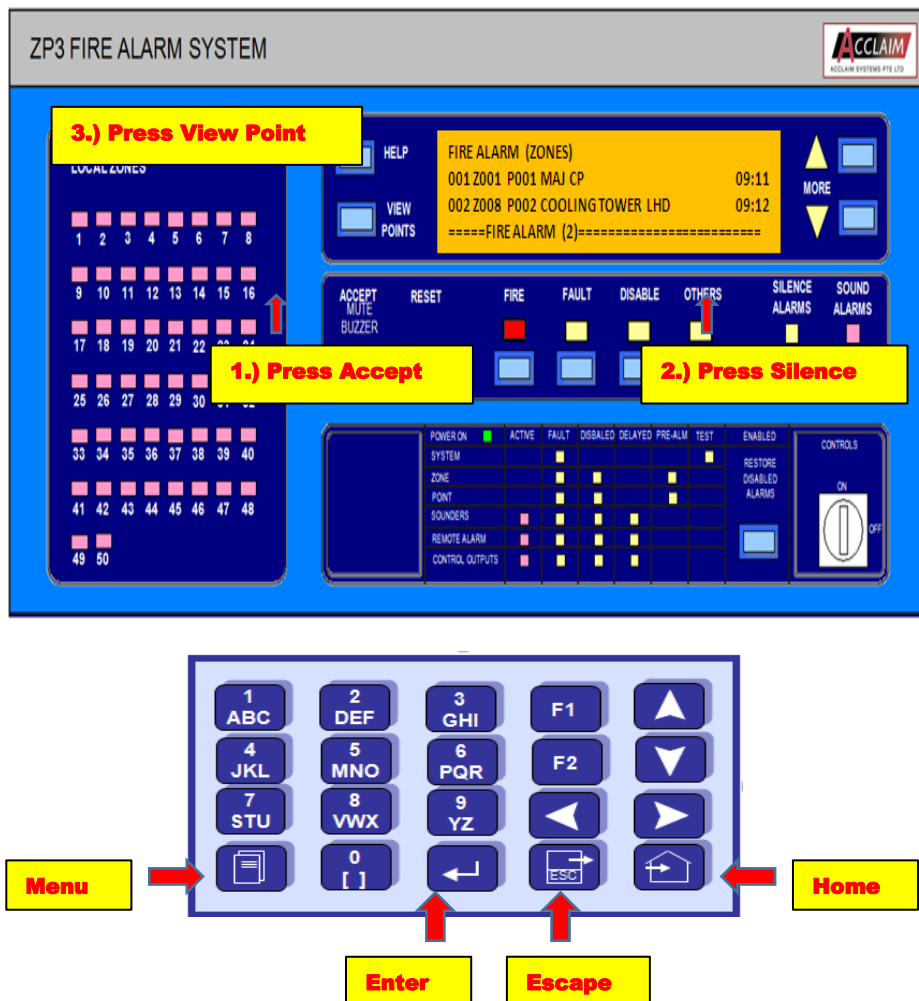 ZP3 FIRE ALARM SYSTEM
ACCLAIM
ACCLAIM SYSTEMS PTE LTD
3.) Press View Point
LOCAL ZONES
1 2 3 4 5 6 7 8
9 10 11 12 13 14 15 16
17 18 19 20 21 22
25 26 27 28 29 30
33 34 35 36 37 38 39 40
41 42 43 44 45 46 47 48
49 50
HELP
VIEW
POINTS
FIRE ALARM (ZONES)
001 Z001 P001 MAJ CP 09:11
002 Z008 P002 COOLING TOWER LHD 09:12
=====FIRE ALARM (2)=========================
MORE
ACCEPT RESET FIRE FAULT DISABLE OTHERS
MUTE
BUZZER
SILENCE
ALARMS
SOUND
ALARMS
1.) Press Accept
2.) Press Silence
POWER ON ACTIVE FAULT DISBALED DELAYED PRE-ALM TEST ENABLED
SYSTEM
ZONE
POINT
SOUNDERS
REMOTE ALARM
CONTROL OUTPUTS
RESTORE
DISABLED
ALARMS
CONTROLS
ON
OFF
1 2 3 F1
ABC DEF GHI
4 5 6 F2
JKL MNO PQR
7 8 9
STU VWX YZ
0
[ ]
ESC
Menu
Home
Enter
Escape